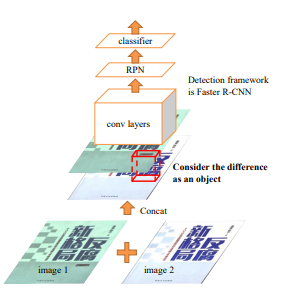 classifier
RPN
Detection framework
is Faster R-CNN
conv layers
Consider the difference
as an object
Concat
image 1
image 2